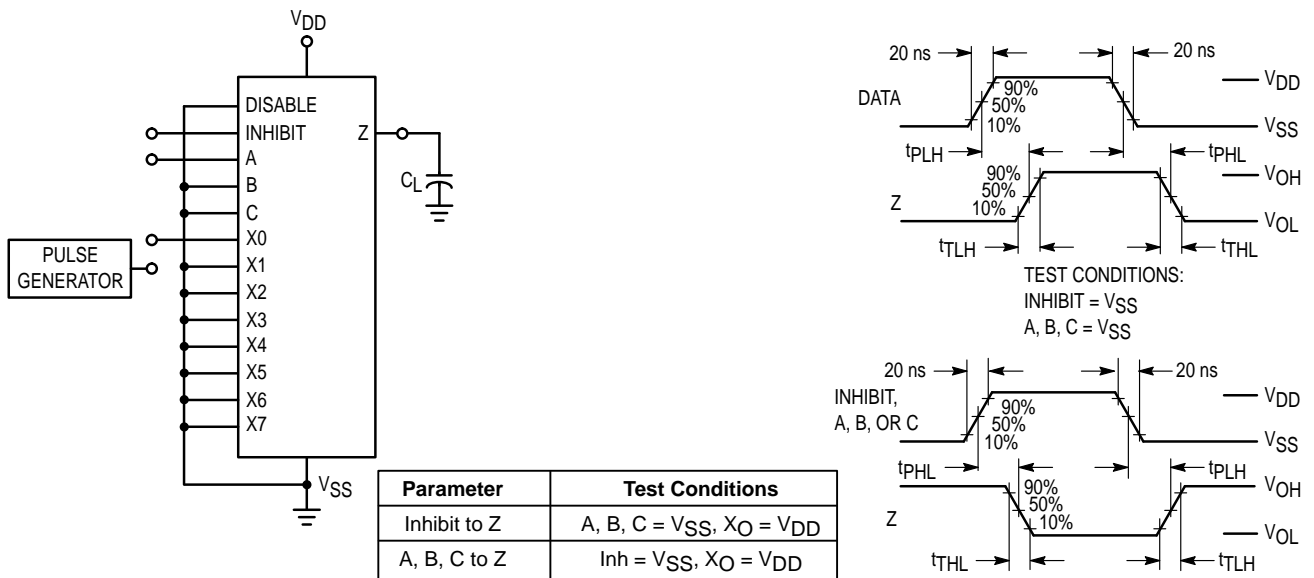 VDD
DISABLE
INHIBIT
Z
A
B
C
X0
X1
X2
X3
X4
X5
X6
X7
CL
PULSE
GENERATOR
VSS
Parameter
Test Conditions
Inhibit to Z
A, B, C = VSS, XO = VDD
A, B, C to Z
Inh = VSS, XO = VDD
20 ns
20 ns
DATA
90%
50%
10%
VDD
VSS
tPLH
tPHL
Z
90%
50%
10%
VOH
VOL
tTLH
tTHL
TEST CONDITIONS:
INHIBIT = VSS
A, B, C = VSS
20 ns
20 ns
INHIBIT,
A, B, OR C
90%
50%
10%
VDD
VSS
tPHL
tPLH
Z
90%
50%
10%
VOH
VOL
tTHL
tTLH